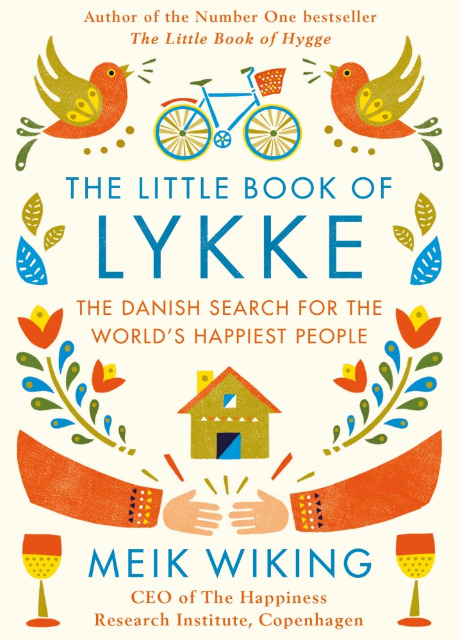 Author of the Number One bestseller
The Little Book of Hygge
THE LITTLE BOOK OF
LYKKE
THE DANISH SEARCH FOR THE
WORLD'S HAPPIEST PEOPLE
MEIK WIKING
CEO of The Happiness
Research Institute, Copenhagen